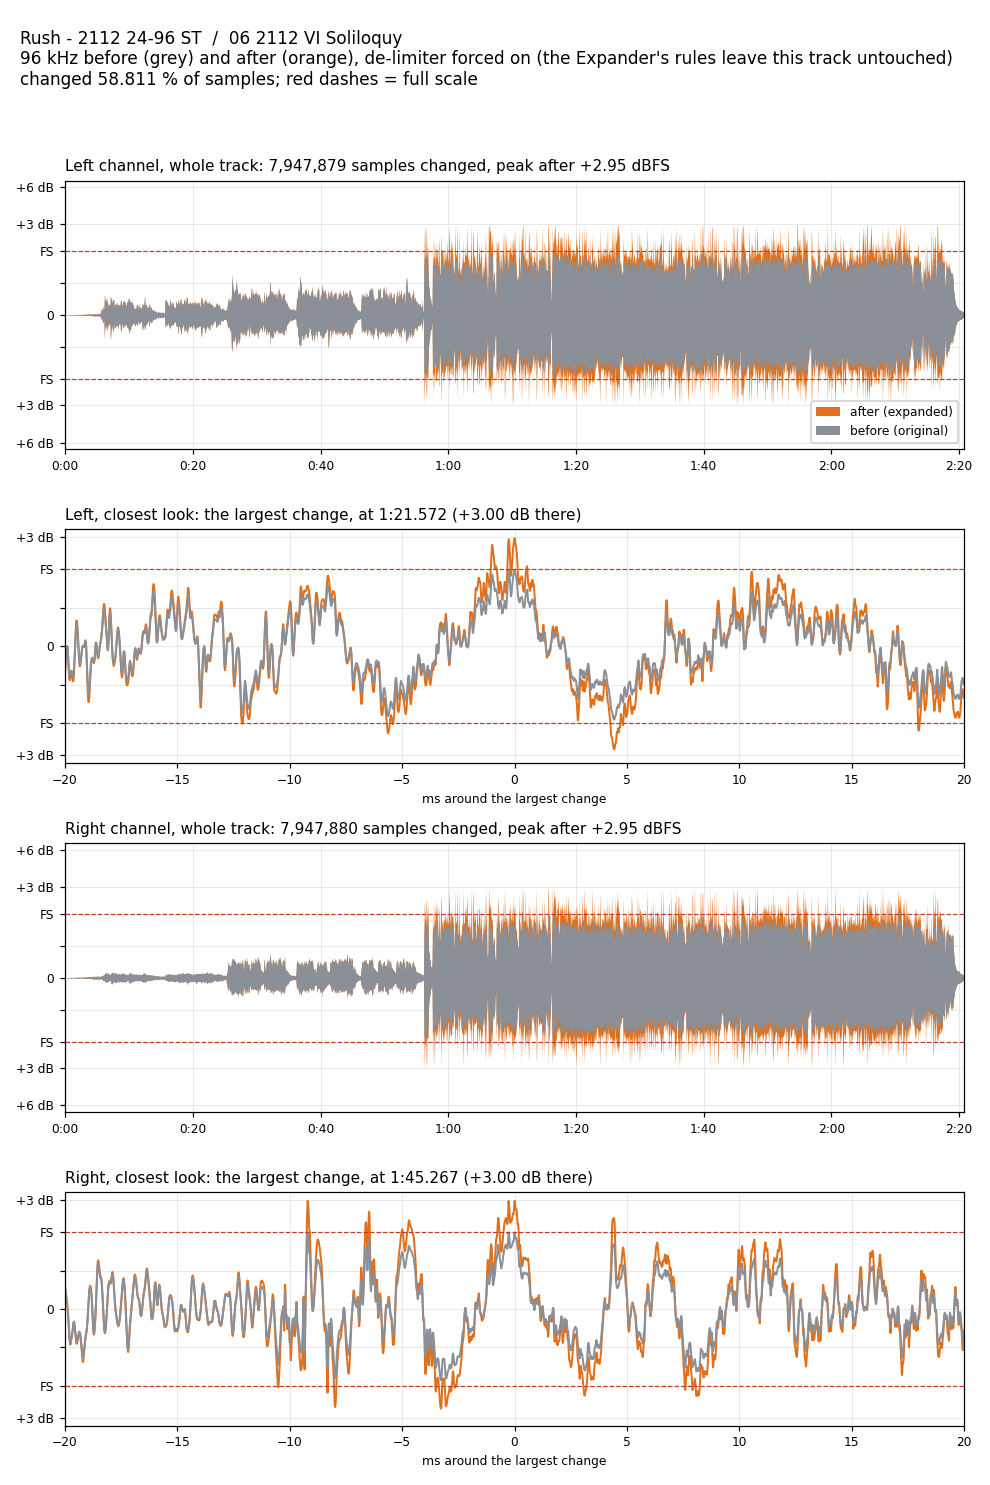 Rush - 2112 24-96 ST  /  06 2112 VI Soliloquy
96 kHz before (grey) and after (orange), de-limiter forced on (the Expander's rules leave this track untouched)
changed 58.811 % of samples; red dashes = full scale
Left channel, whole track: 7,947,879 samples changed, peak after +2.95 dBFS
+6 dB
+3 dB
FS
0
FS
+3 dB
+6 dB
after (expanded)
before (original)
0:00 0:20 0:40 1:00 1:20 1:40 2:00 2:20
Left, closest look: the largest change, at 1:21.572 (+3.00 dB there)
+3 dB
FS
0
FS
+3 dB
−20 −15 −10 −5 0 5 10 15 20
ms around the largest change
Right channel, whole track: 7,947,880 samples changed, peak after +2.95 dBFS
+6 dB
+3 dB
FS
0
FS
+3 dB
+6 dB
0:00 0:20 0:40 1:00 1:20 1:40 2:00 2:20
Right, closest look: the largest change, at 1:45.267 (+3.00 dB there)
+3 dB
FS
0
FS
+3 dB
−20 −15 −10 −5 0 5 10 15 20
ms around the largest change